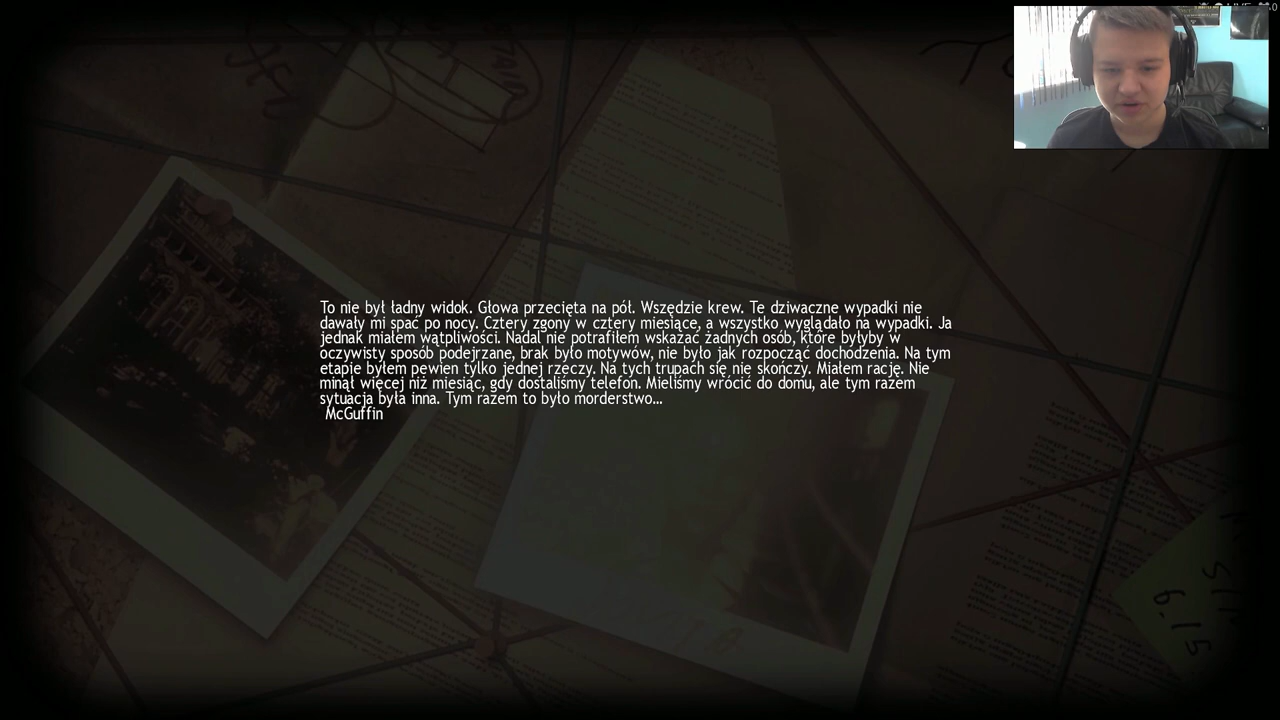 To nie był ładny widok. Głowa przecięta na pół. Wszędzie krew. Te dziwaczne wypadki nie
dawały mi spać po nocy. Cztery zgony w cztery miesiące, a wszystko wyglądało na wypadki. Ja
jednak miałem wątpliwości. Nadal nie potrafiłem wskazać żadnych osób, które byłyby w
oczywisty sposób podejrzane, brak było motywów, nie było jak rozpocząć dochodzenia. Na tym
etapie byłem pewien tylko jednej rzeczy. Na tych trupach się nie skończy. Miałem rację. Nie
minął więcej niż miesiąc, gdy dostaliśmy telefon. Mieliśmy wrócić do domu, ale tym razem
sytuacja była inna. Tym razem to było morderstwo...
McGuffin